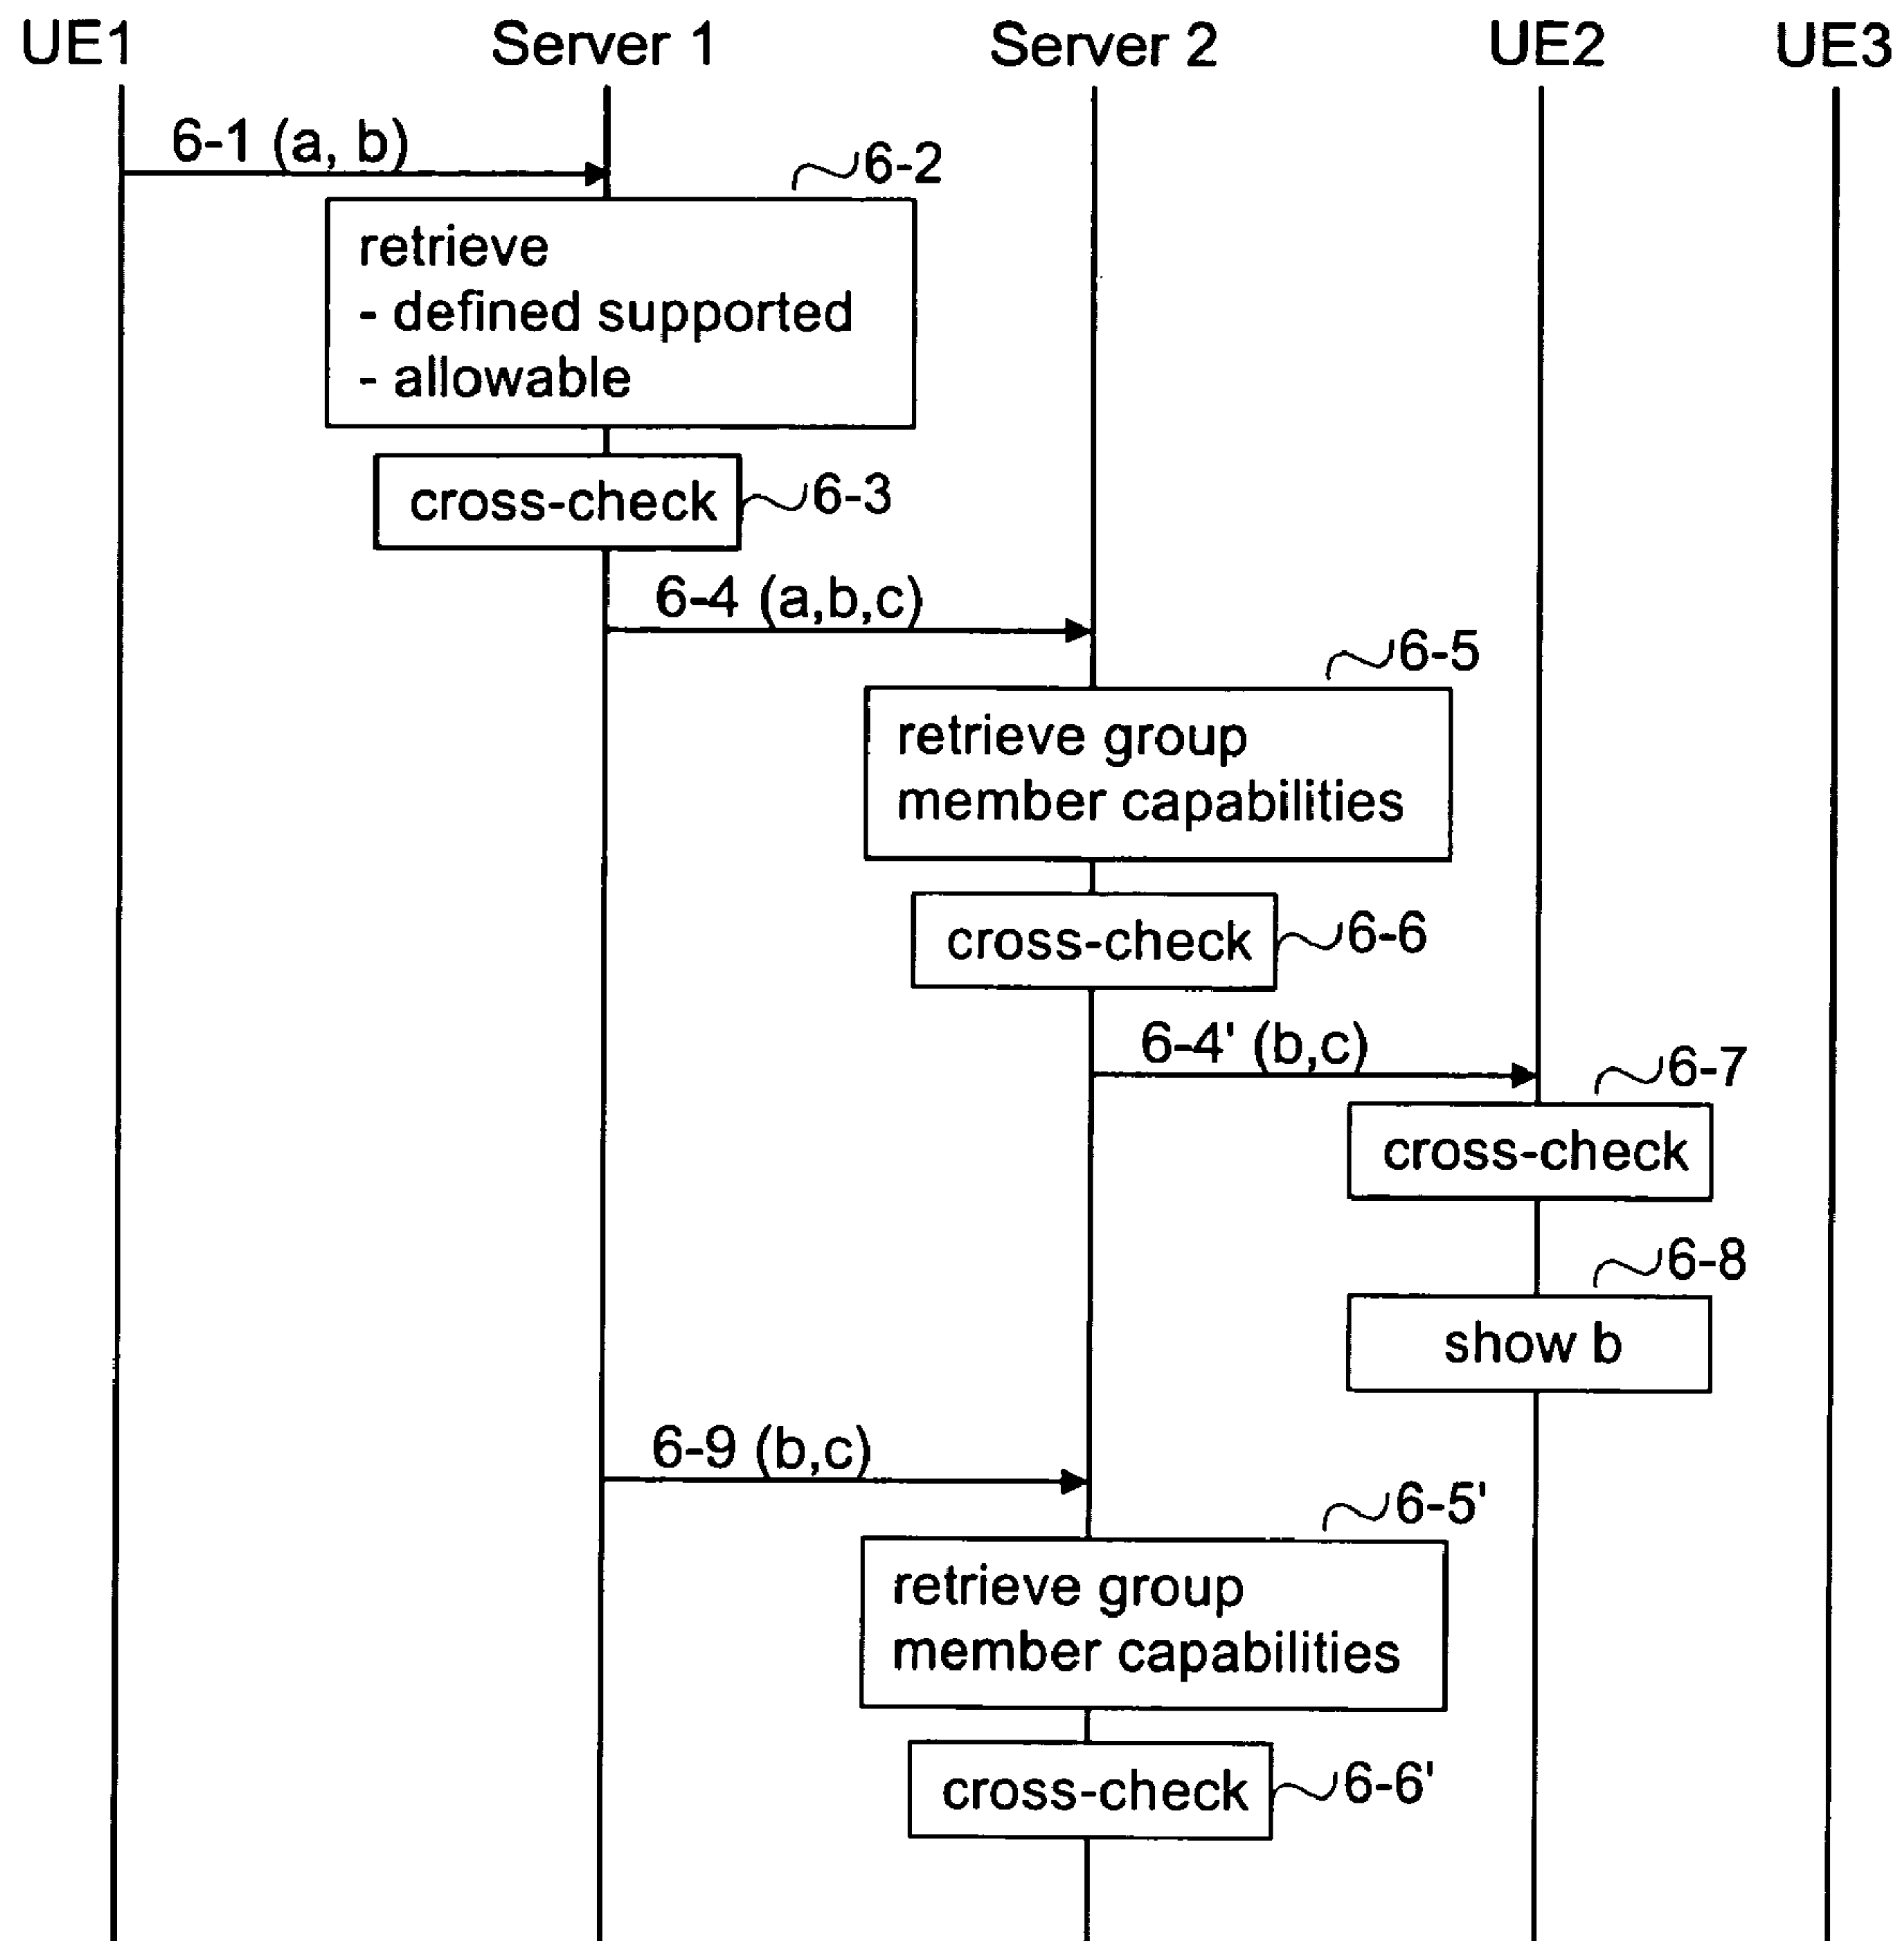 UE1 Server 1 Server 2 UE2 UE3
6-1 (a, b)
6-2
retrieve
- defined supported
- allowable
cross-check
6-3
6-4 (a,b,c)
6-5
retrieve group
member capabilities
cross-check
6-6
6-4' (b,c)
6-7
cross-check
6-8
show b
6-9 (b,c)
6-5'
retrieve group
member capabilities
cross-check
6-6'